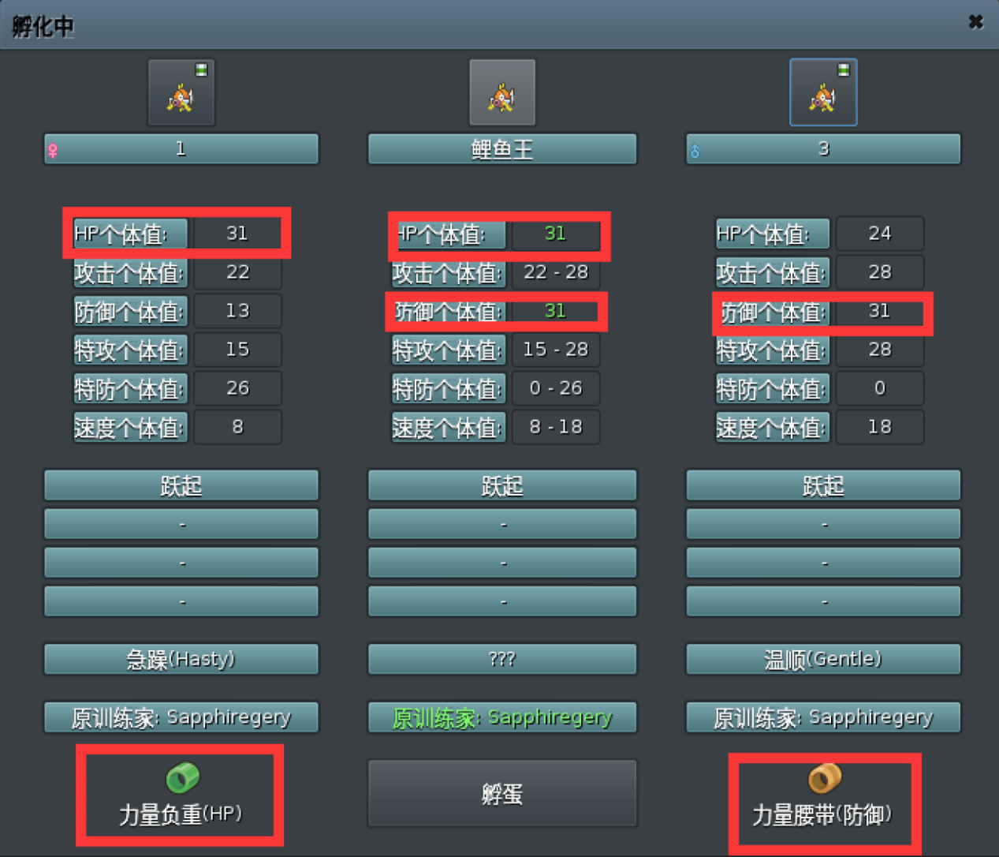 孵化中
1
鲤鱼王
3
HP个体值: 31
HP个体值: 31
HP个体值: 24
攻击个体值: 22
攻击个体值: 22 - 28
攻击个体值: 28
防御个体值: 13
防御个体值: 31
防御个体值: 31
特攻个体值: 15
特攻个体值: 15 - 28
特攻个体值: 28
特防个体值: 26
特防个体值: 0 - 26
特防个体值: 0
速度个体值: 8
速度个体值: 8 - 18
速度个体值: 18
跃起
跃起
跃起
-
-
-
-
-
-
-
-
-
急躁(Hasty)
???
温顺(Gentle)
原训练家: Sapphiregery
原训练家: Sapphiregery
原训练家: Sapphiregery
力量负重(HP)
孵蛋
力量腰带(防御)